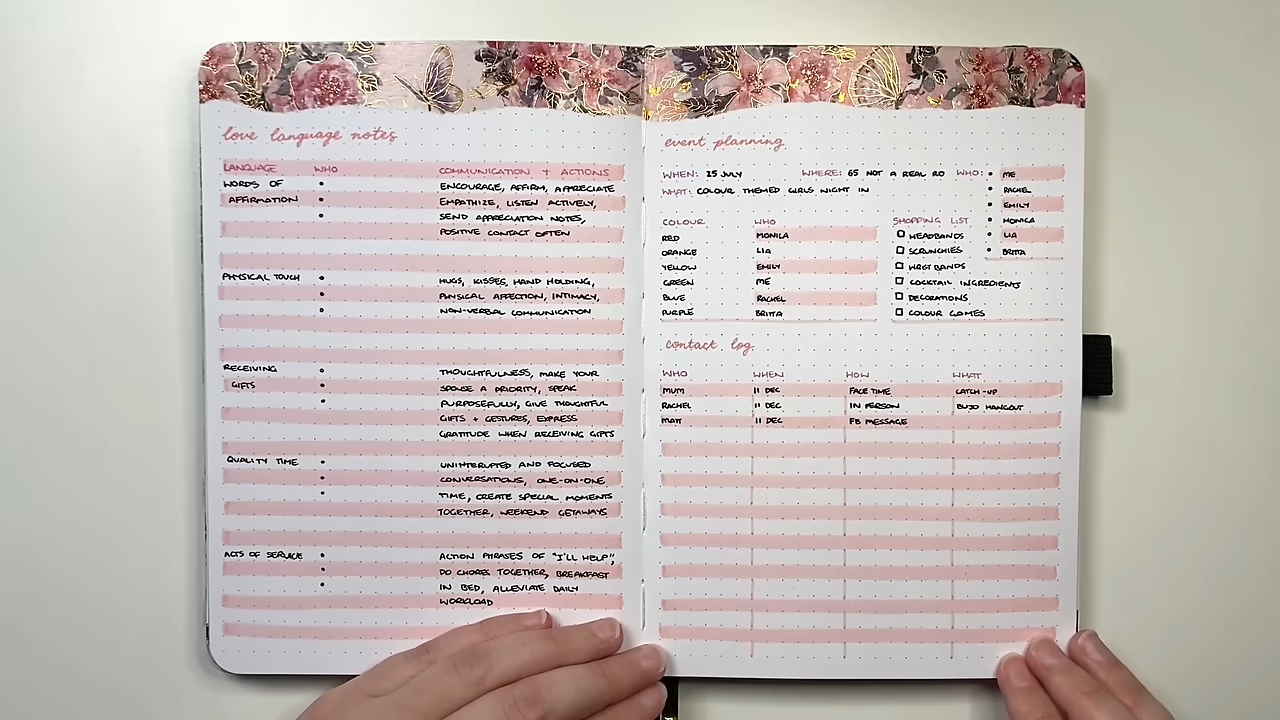 love language notes
LANGUAGE WHO COMMUNICATION + ACTIONS
WORDS OF ENCOURAGE, AFFIRM, APPRECIATE
AFFIRMATION EMPATHIZE, LISTEN ACTIVELY,
SEND APPRECIATION NOTES,
POSITIVE CONTACT OFTEN
PHYSICAL TOUCH HUGS, KISSES, HAND HOLDING,
PHYSICAL AFFECTION, INTIMACY,
NON-VERBAL COMMUNICATION
RECEIVING THOUGHTFULNESS, MAKE YOUR
GIFTS SPOUSE A PRIORITY, SPEAK
PURPOSEFULLY, GIVE THOUGHTFUL
GIFTS + GESTURES, EXPRESS
GRATITUDE WHEN RECEIVING GIFTS
QUALITY TIME UNINTERUPTED AND FOCUSED
CONVERSATIONS, ONE-ON-ONE
TIME, CREATE SPECIAL MOMENTS
TOGETHER, WEEKEND GETAWAYS
ACTS OF SERVICE ACTION PHRASES OF "I'LL HELP",
DO CHORES TOGETHER, BREAKFAST
IN BED, ALLEVIATE DAILY
WORKLOAD
event planning
WHEN: 25 JULY WHERE: 65 NOT A REAL RD WHO: ME
WHAT: COLOUR THEMED GIRLS NIGHT IN RACHEL
EMILY
COLOUR WHO SHOPPING LIST MONICA
RED MONICA HEADBANDS LIA
ORANGE LIA SCRUNCHIES BRITTA
YELLOW EMILY WRISTBANDS
GREEN ME COCKTAIL INGREDIENTS
BLUE RACHEL DECORATIONS
PURPLE BRITTA COLOUR GAMES
contact log
WHO WHEN HOW WHAT
MUM 11 DEC FACE TIME CATCH-UP
RACHEL 11 DEC IN PERSON BUJO HANGOUT
MATT 11 DEC FB MESSAGE